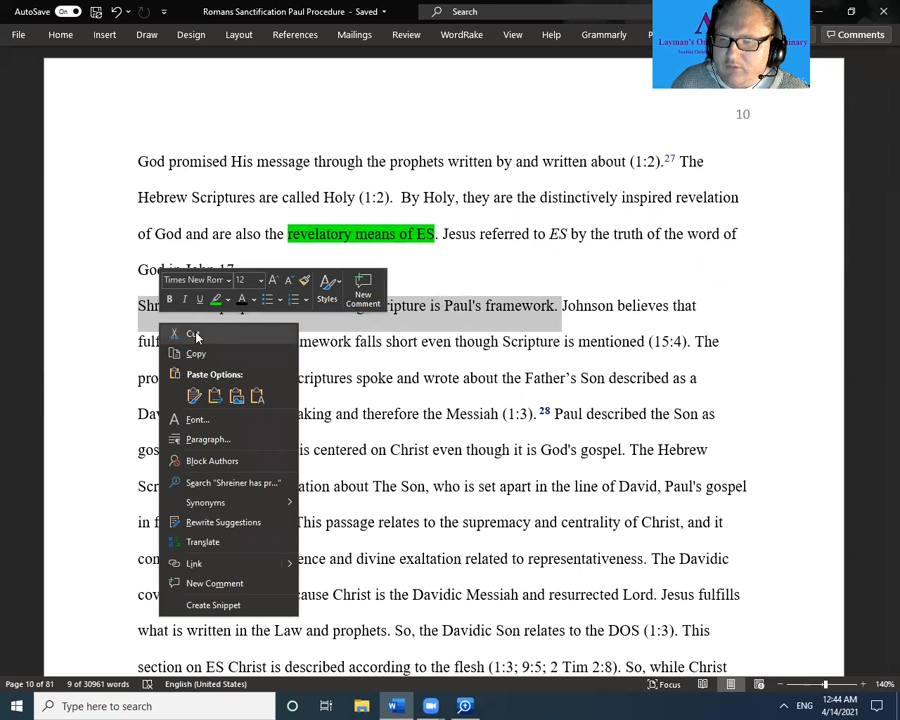 AutoSave On Romans Sanctification Paul Procedure - Saved Search
File Home Insert Draw Design Layout References Mailings Review View WordRake Help Grammarly Comments
Layman's On
10
God promised His message through the prophets written by and written about (1:2).27 The
Hebrew Scriptures are called Holy (1:2). By Holy, they are the distinctively inspired revelation
of God and are also the revelatory means of ES. Jesus referred to ES by the truth of the word of
God in John 17
Times New Rom 12 Styles New Comment
cripture is Paul's framework. Johnson believes that
Cut
mework falls short even though Scripture is mentioned (15:4). The
Copy
Paste Options:
criptures spoke and wrote about the Father's Son described as a
aking and therefore the Messiah (1:3). 28 Paul described the Son as
Font...
Paragraph...
is centered on Christ even though it is God's gospel. The Hebrew
Block Authors
Search "Shreiner has pr..."
ation about The Son, who is set apart in the line of David, Paul's gospel
Synonyms
Rewrite Suggestions
This passage relates to the supremacy and centrality of Christ, and it
Translate
ence and divine exaltation related to representativeness. The Davidic
Link
New Comment
cause Christ is the Davidic Messiah and resurrected Lord. Jesus fulfills
Create Snippet
what is written in the Law and prophets. So, the Davidic Son relates to the DOS (1:3). This
section on ES Christ is described according to the flesh (1:3; 9:5; 2 Tim 2:8). So, while Christ
Page 10 of 81 9 of 30961 words English (United States) Focus 140%
Type here to search ENG 12:44 AM
4/14/2021